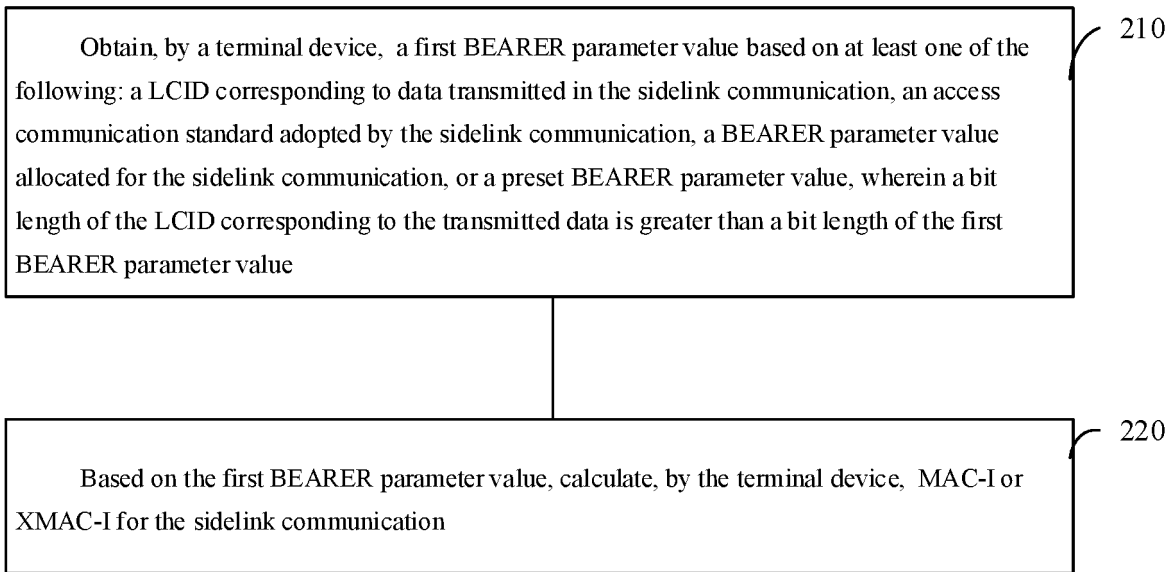 210
Obtain, by a terminal device, a first BEARER parameter value based on at least one of the
following: a LCID corresponding to data transmitted in the sidelink communication, an access
communication standard adopted by the sidelink communication, a BEARER parameter value
allocated for the sidelink communication, or a preset BEARER parameter value, wherein a bit
length of the LCID corresponding to the transmitted data is greater than a bit length of the first
BEARER parameter value
220
Based on the first BEARER parameter value, calculate, by the terminal device, MAC-I or
XMAC-I for the sidelink communication